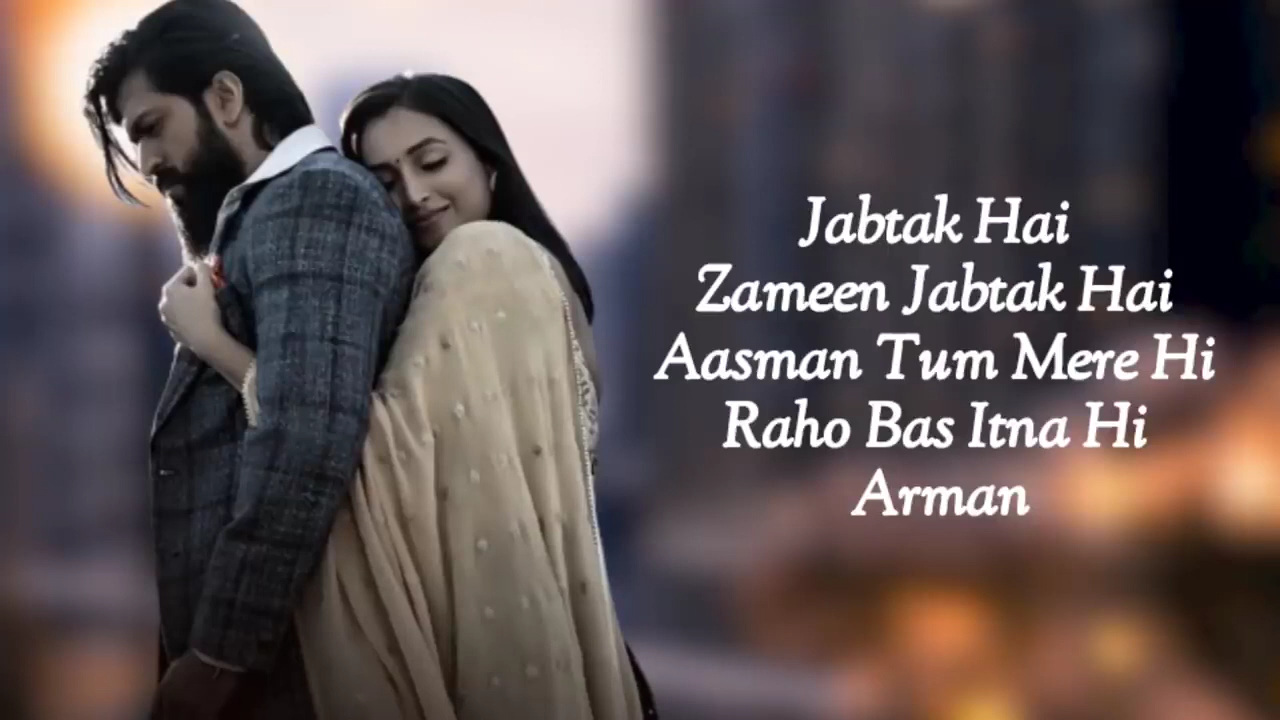 Jabtak Hai
Zameen Jabtak Hai
Aasman Tum Mere Hi
Raho Bas Itna Hi
Arman